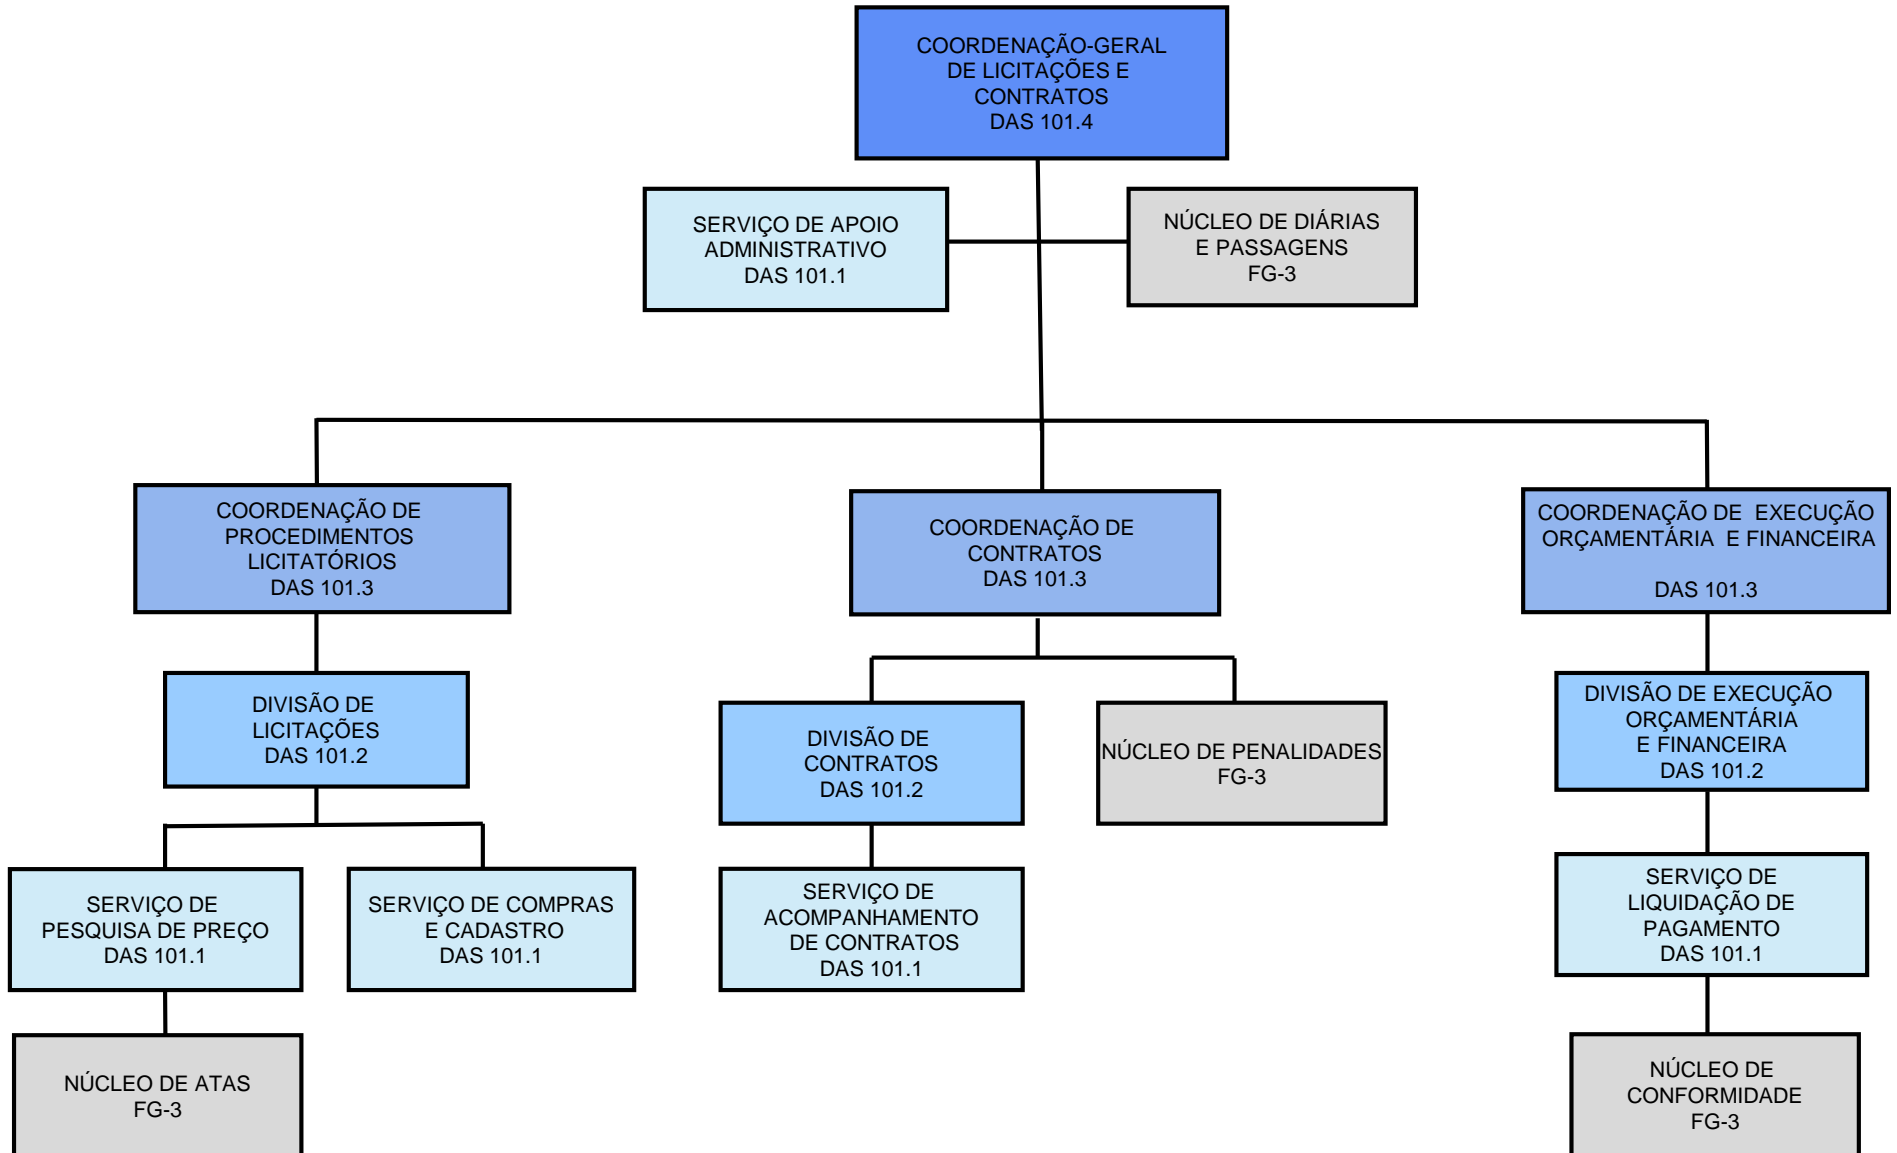 COORDENAÇÃO-GERAL
DE LICITAÇÕES E
CONTRATOS
DAS 101.4
SERVIÇO DE APOIO
ADMINISTRATIVO
DAS 101.1
NÚCLEO DE DIÁRIAS
E PASSAGENS
FG-3
COORDENAÇÃO DE
PROCEDIMENTOS
LICITATÓRIOS
DAS 101.3
COORDENAÇÃO DE
CONTRATOS
DAS 101.3
COORDENAÇÃO DE EXECUÇÃO
ORÇAMENTÁRIA E FINANCEIRA
DAS 101.3
DIVISÃO DE
LICITAÇÕES
DAS 101.2
DIVISÃO DE
CONTRATOS
DAS 101.2
NÚCLEO DE PENALIDADES
FG-3
DIVISÃO DE EXECUÇÃO
ORÇAMENTÁRIA
E FINANCEIRA
DAS 101.2
SERVIÇO DE
PESQUISA DE PREÇO
DAS 101.1
SERVIÇO DE COMPRAS
E CADASTRO
DAS 101.1
SERVIÇO DE
ACOMPANHAMENTO
DE CONTRATOS
DAS 101.1
SERVIÇO DE
LIQUIDAÇÃO DE
PAGAMENTO
DAS 101.1
NÚCLEO DE ATAS
FG-3
NÚCLEO DE
CONFORMIDADE
FG-3